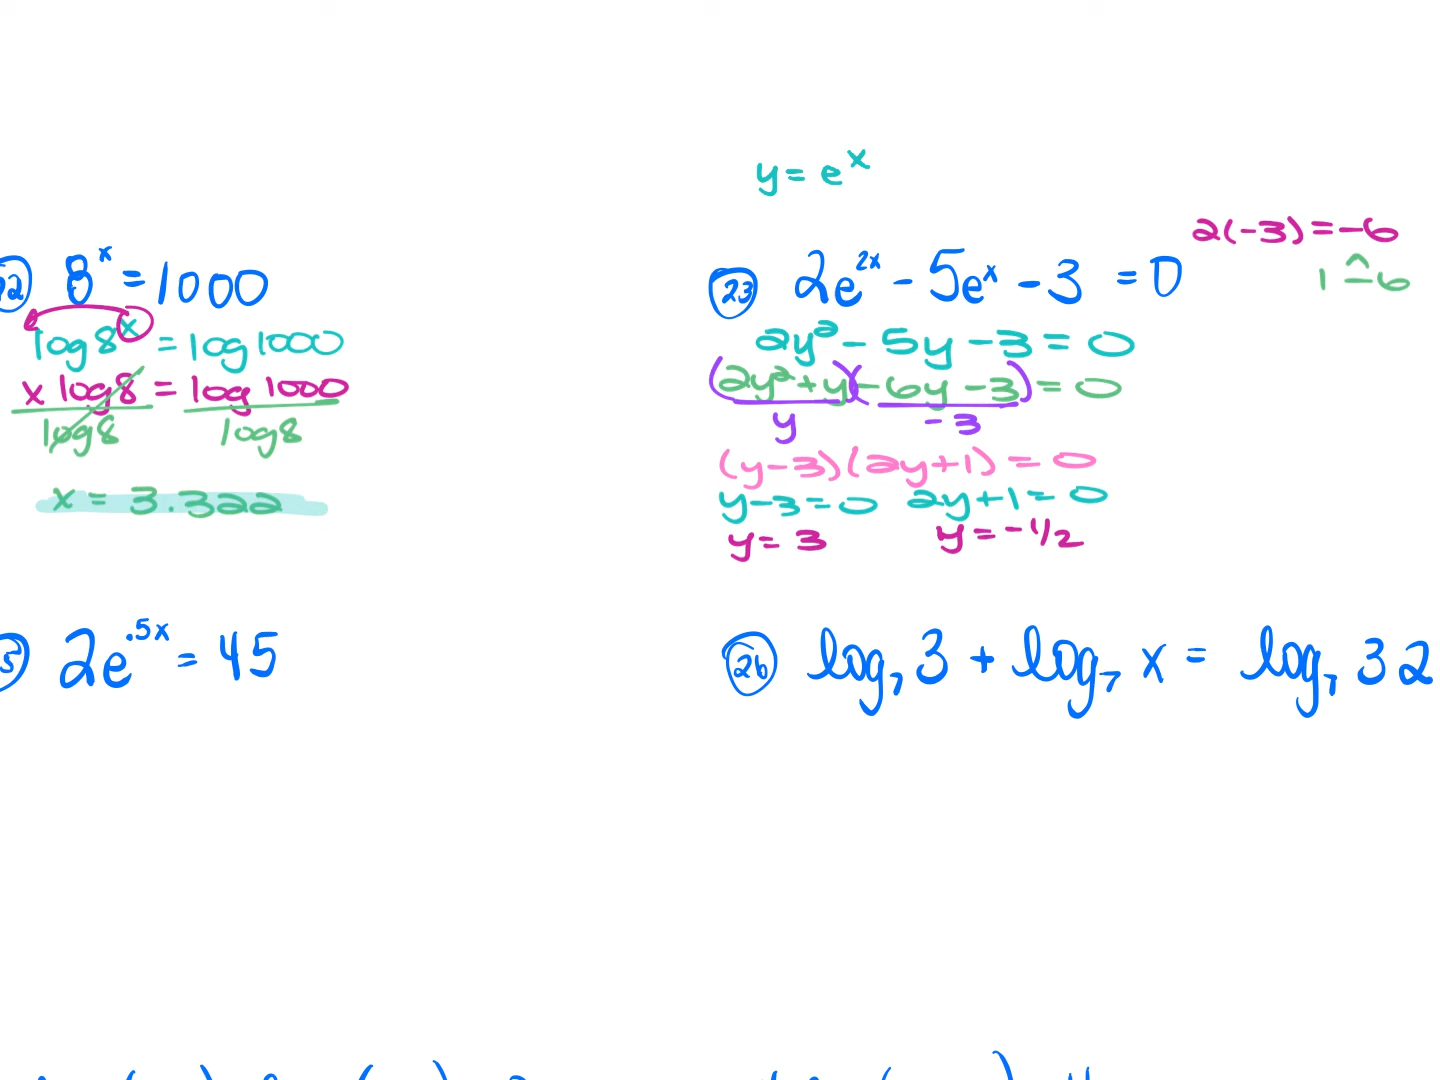 y = e^x
2(-3) = -6
1 -6
8^x = 1000
log 8^x = log 1000
x log 8 = log 1000
log 8 log 8
x = 3.322
23 2e^2x - 5e^x - 3 = 0
2y² - 5y - 3 = 0
(2y² + y)(-6y - 3) = 0
y -3
(y-3)(2y+1) = 0
y-3=0 2y+1=0
y = 3 y = -1/2
2e^.5x = 45
26 log₇ 3 + log₇ x = log₇ 32